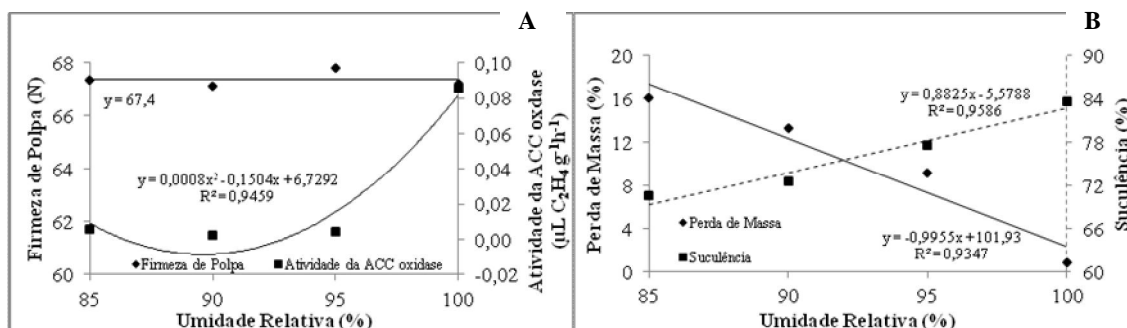 A
68
66
64
62
60
Firmeza de Polpa (N)
y = 67,4
y = 0,0008x² - 0,1504x + 6,7292
R² = 0,9459
Firmeza de Polpa
Atividade da ACC oxidase
0,10
0,08
0,06
0,04
0,02
0,00
-0,02
Atividade da ACC oxdase
(µL C₂H₄ g⁻¹h⁻¹)
85 90 95 100
Umidade Relativa (%)
B
20
16
12
8
4
0
Perda de Massa (%)
y = 0,8825x - 5,5788
R² = 0,9586
Perda de Massa
Suculência
y = -0,9955x + 101,93
R² = 0,9347
90
84
78
72
66
60
Suculência (%)
85 90 95 100
Umidade Relativa (%)